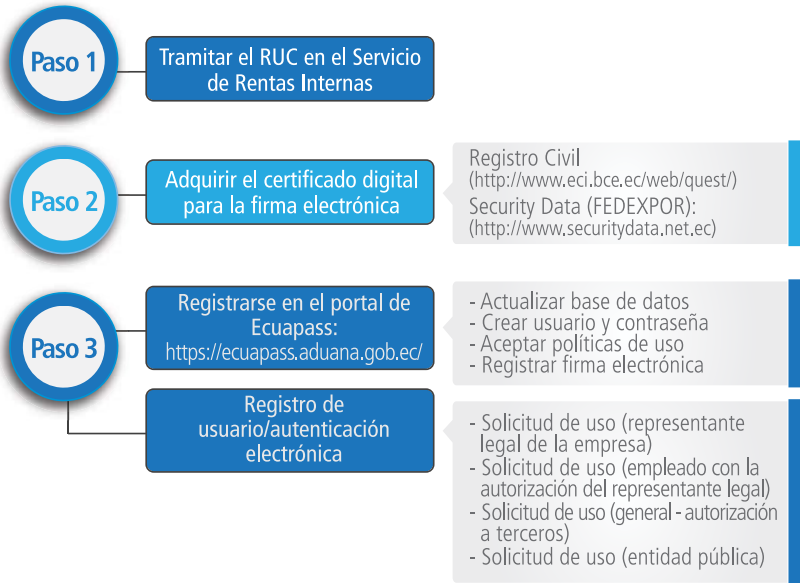 Paso 1
Tramitar el RUC en el Servicio
de Rentas Internas
Paso 2
Adquirir el certificado digital
para la firma electrónica
Registro Civil
(http://www.eci.bce.ec/web/quest/)
Security Data (FEDEXPOR):
(http://www.securitydata.net.ec)
Paso 3
Registrarse en el portal de
Ecuapass:
https://ecuapass.aduana.gob.ec/
- Actualizar base de datos
- Crear usuario y contraseña
- Aceptar políticas de uso
- Registrar firma electrónica
Registro de
usuario/autenticación
electrónica
- Solicitud de uso (representante
legal de la empresa)
- Solicitud de uso (empleado con la
autorización del representante legal)
- Solicitud de uso (general - autorización
a terceros)
- Solicitud de uso (entidad pública)